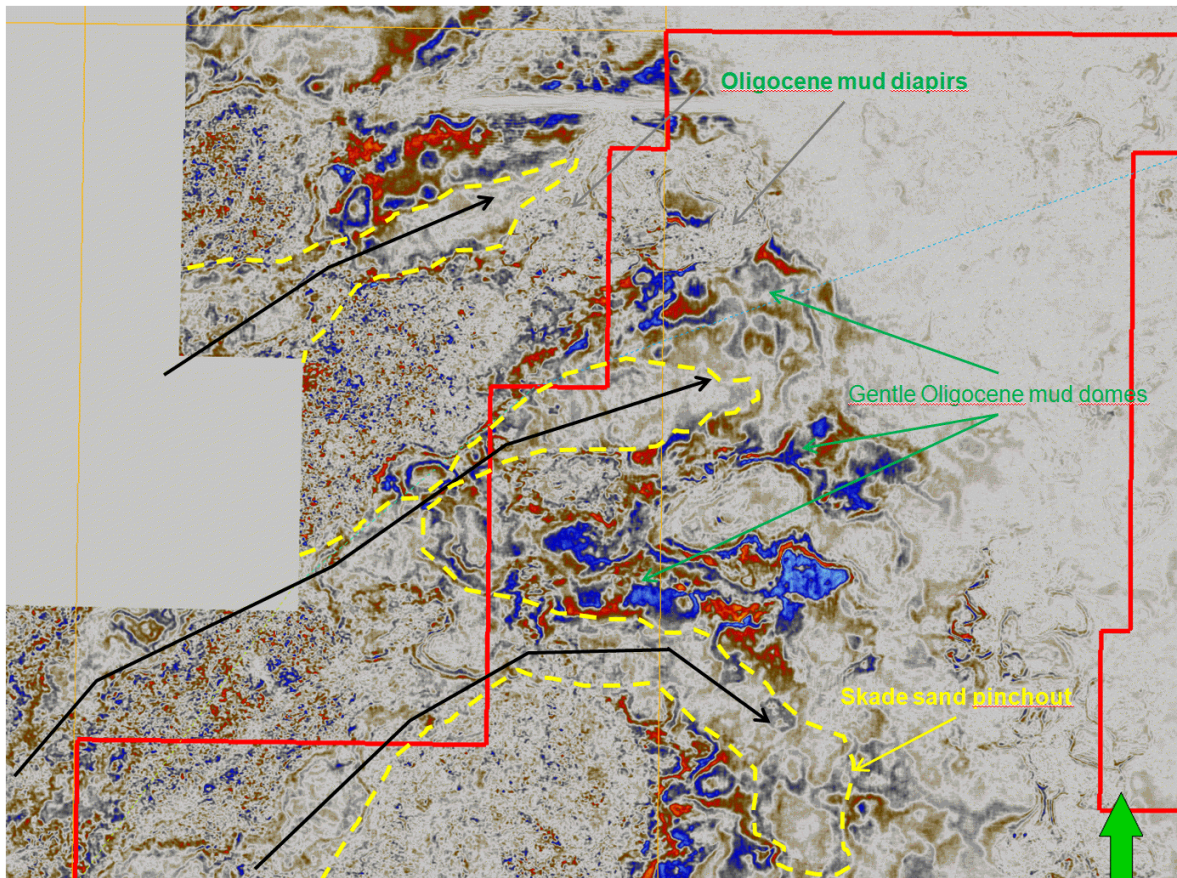 Oligocene mud diapirs
Gentle Oligocene mud domes
Skade sand pinchout